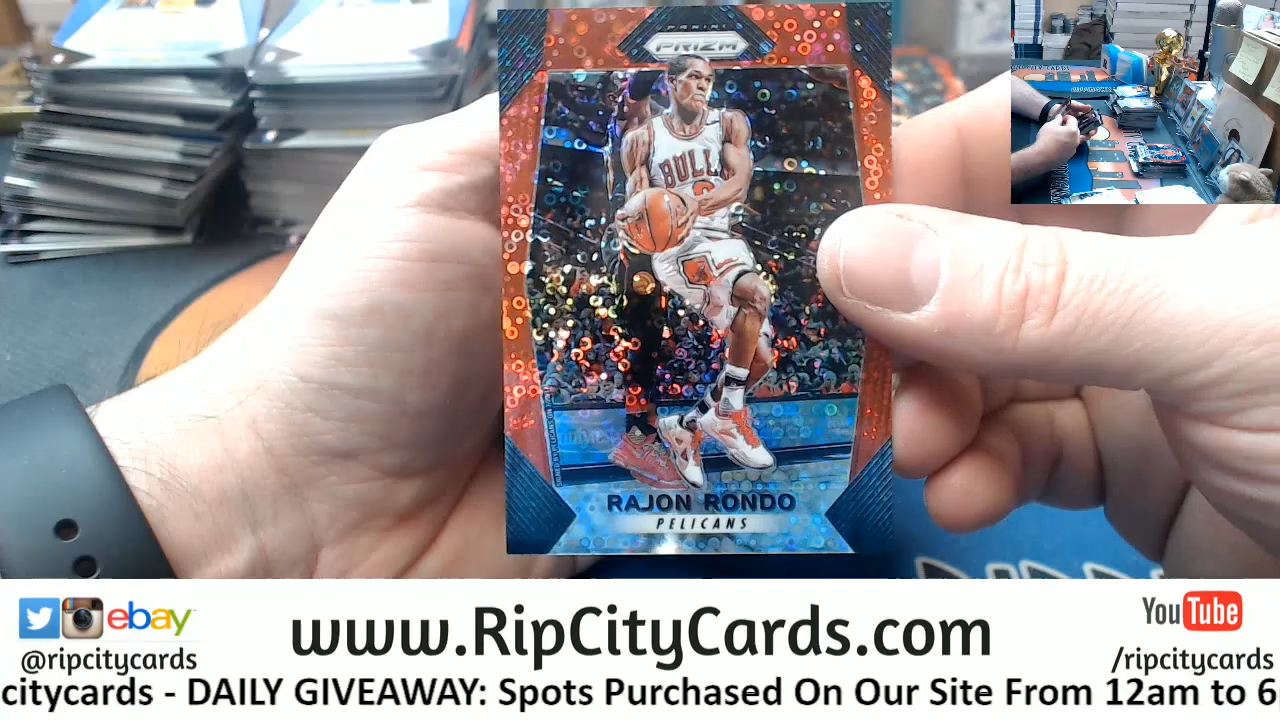 PANINI
PRIZM
BULLS
RAJON RONDO
PELICANS
ebay
@ripcitycards
www.RipCityCards.com
YouTube
/ripcitycards
citycards - DAILY GIVEAWAY: Spots Purchased On Our Site From 12am to 6